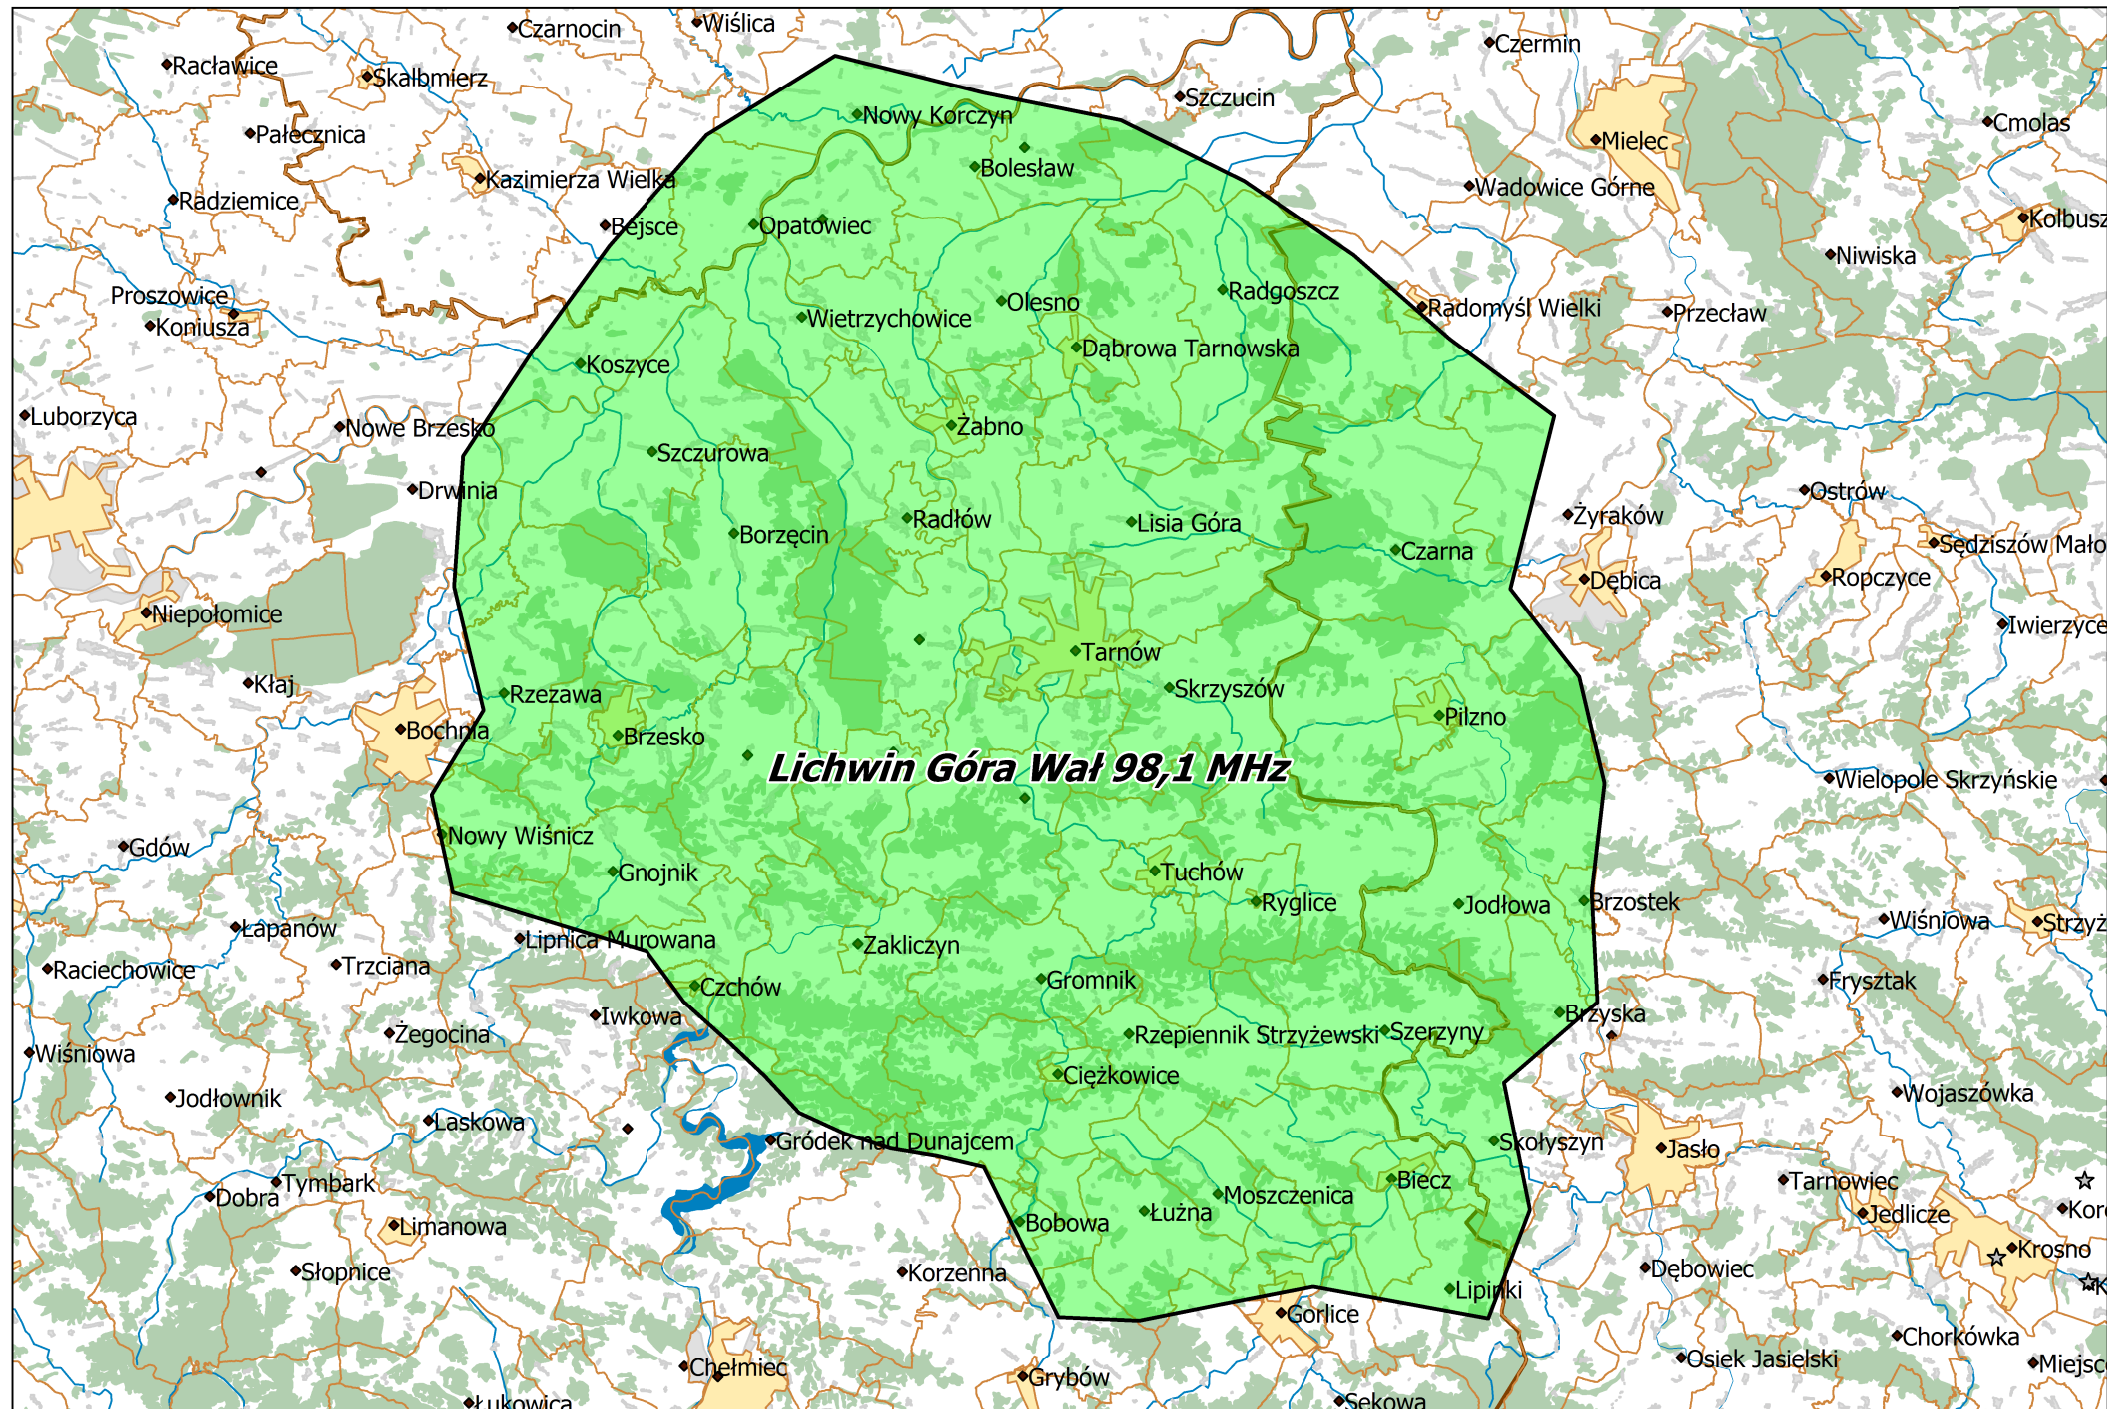 Czarnocin
Wiślica
Czermin
Racławice
Skalbmierz
Szczucin
Nowy Korczyn
Cmolas
Pałecznica
Mielec
Bolesław
Kazimierza Wielka
Wadowice Górne
Radziemice
Bejsce
Opatowiec
Kolbusz
Niwiska
Proszowice
Radgoszcz
Olesno
Radomyśl Wielki
Przecław
Koniusza
Wietrzychowice
Dąbrowa Tarnowska
Koszyce
Luborzyca
Nowe Brzesko
Żabno
Szczurowa
Drwinia
Ostrów
Radłów
Lisia Góra
Żyraków
Borzęcin
Czarna
Sędziszów Mało
Dębica
Ropczyce
Niepołomice
Iwierzyce
Tarnów
Kłaj
Rzezawa
Skrzyszów
Pilzno
Bochnia
Brzesko
Lichwin Góra Wał 98,1 MHz
Wielopole Skrzyńskie
Nowy Wiśnicz
Gdów
Gnojnik
Tuchów
Ryglice
Jodłowa
Brzostek
Wiśniowa
Strzyż
Łapanów
Lipnica Murowana
Zakliczyn
Trzciana
Raciechowice
Gromnik
Frysztak
Czchów
Iwkowa
Brzyska
Żegocina
Rzepiennik Strzyżewski
Szerzyny
Wiśniowa
Ciężkowice
Jodłownik
Wojaszówka
Laskowa
Gródek nad Dunajcem
Skołyszyn
Jasło
Tymbark
Biecz
Tarnowiec
Dobra
Moszczenica
Łużna
Koro
Jedlicze
Limanowa
Bobowa
Krosno
Słopnice
Korzenna
Dębowiec
Lipinki
K
Gorlice
Chorkówka
Osiek Jasielski
Miejsc
Chełmiec
Grybów
Łukowica
Sękowa